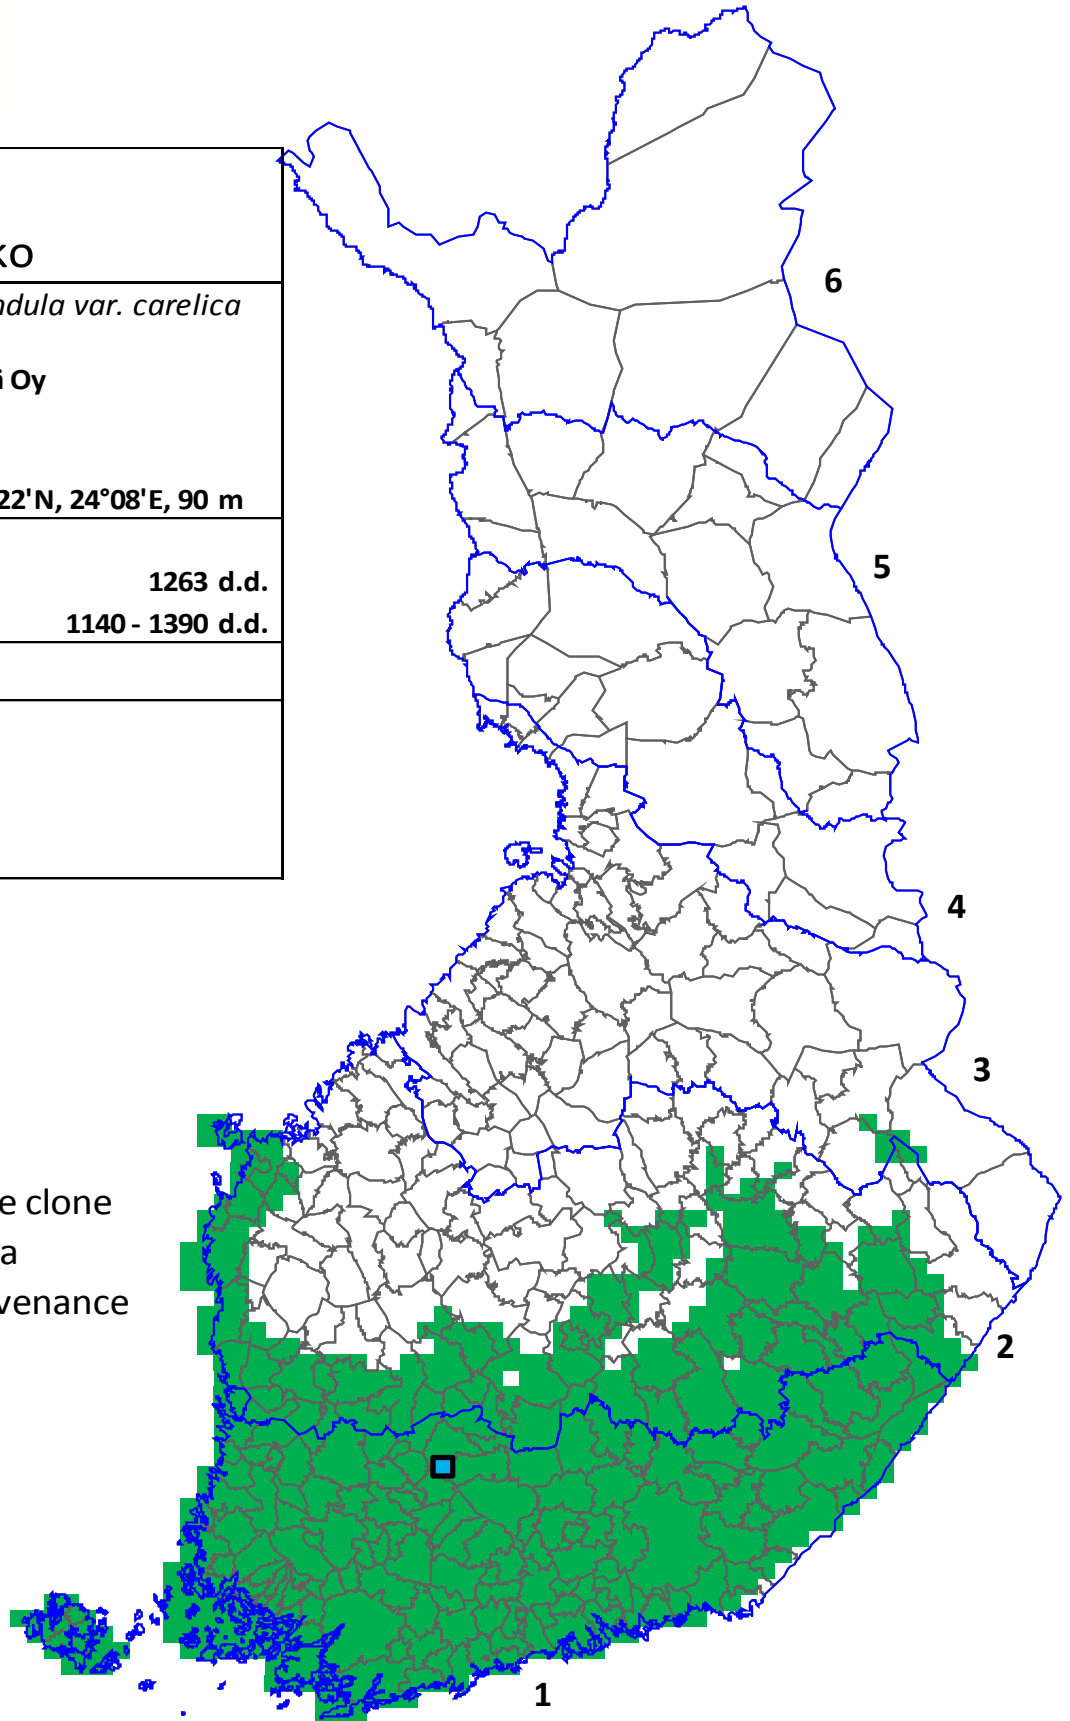 KO
ndula var. carelica
i Oy
22'N, 24°08'E, 90 m
1263 d.d.
1140 - 1390 d.d.
e clone
a
venance
6
5
4
3
2
1